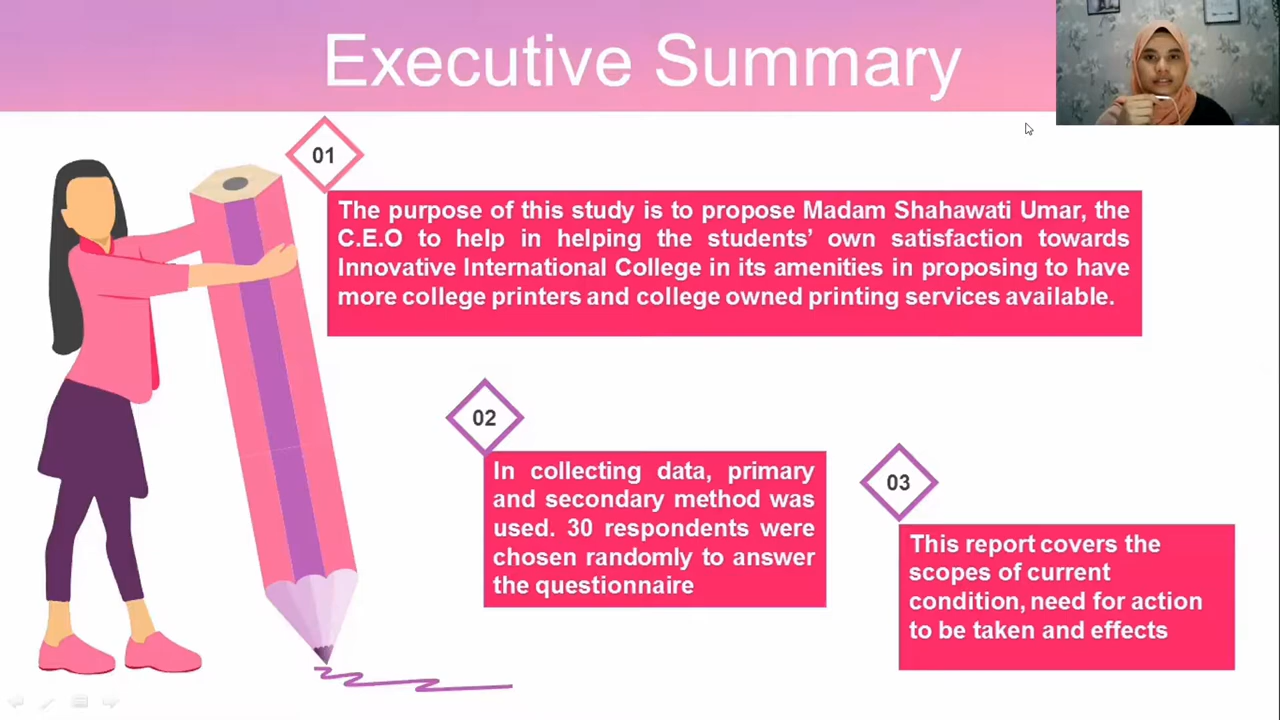 Executive Summary
01
The purpose of this study is to propose Madam Shahawati Umar, the
C.E.O to help in helping the students’ own satisfaction towards
Innovative International College in its amenities in proposing to have
more college printers and college owned printing services available.
02
In collecting data, primary
and secondary method was
used. 30 respondents were
chosen randomly to answer
the questionnaire
03
This report covers the
scopes of current
condition, need for action
to be taken and effects